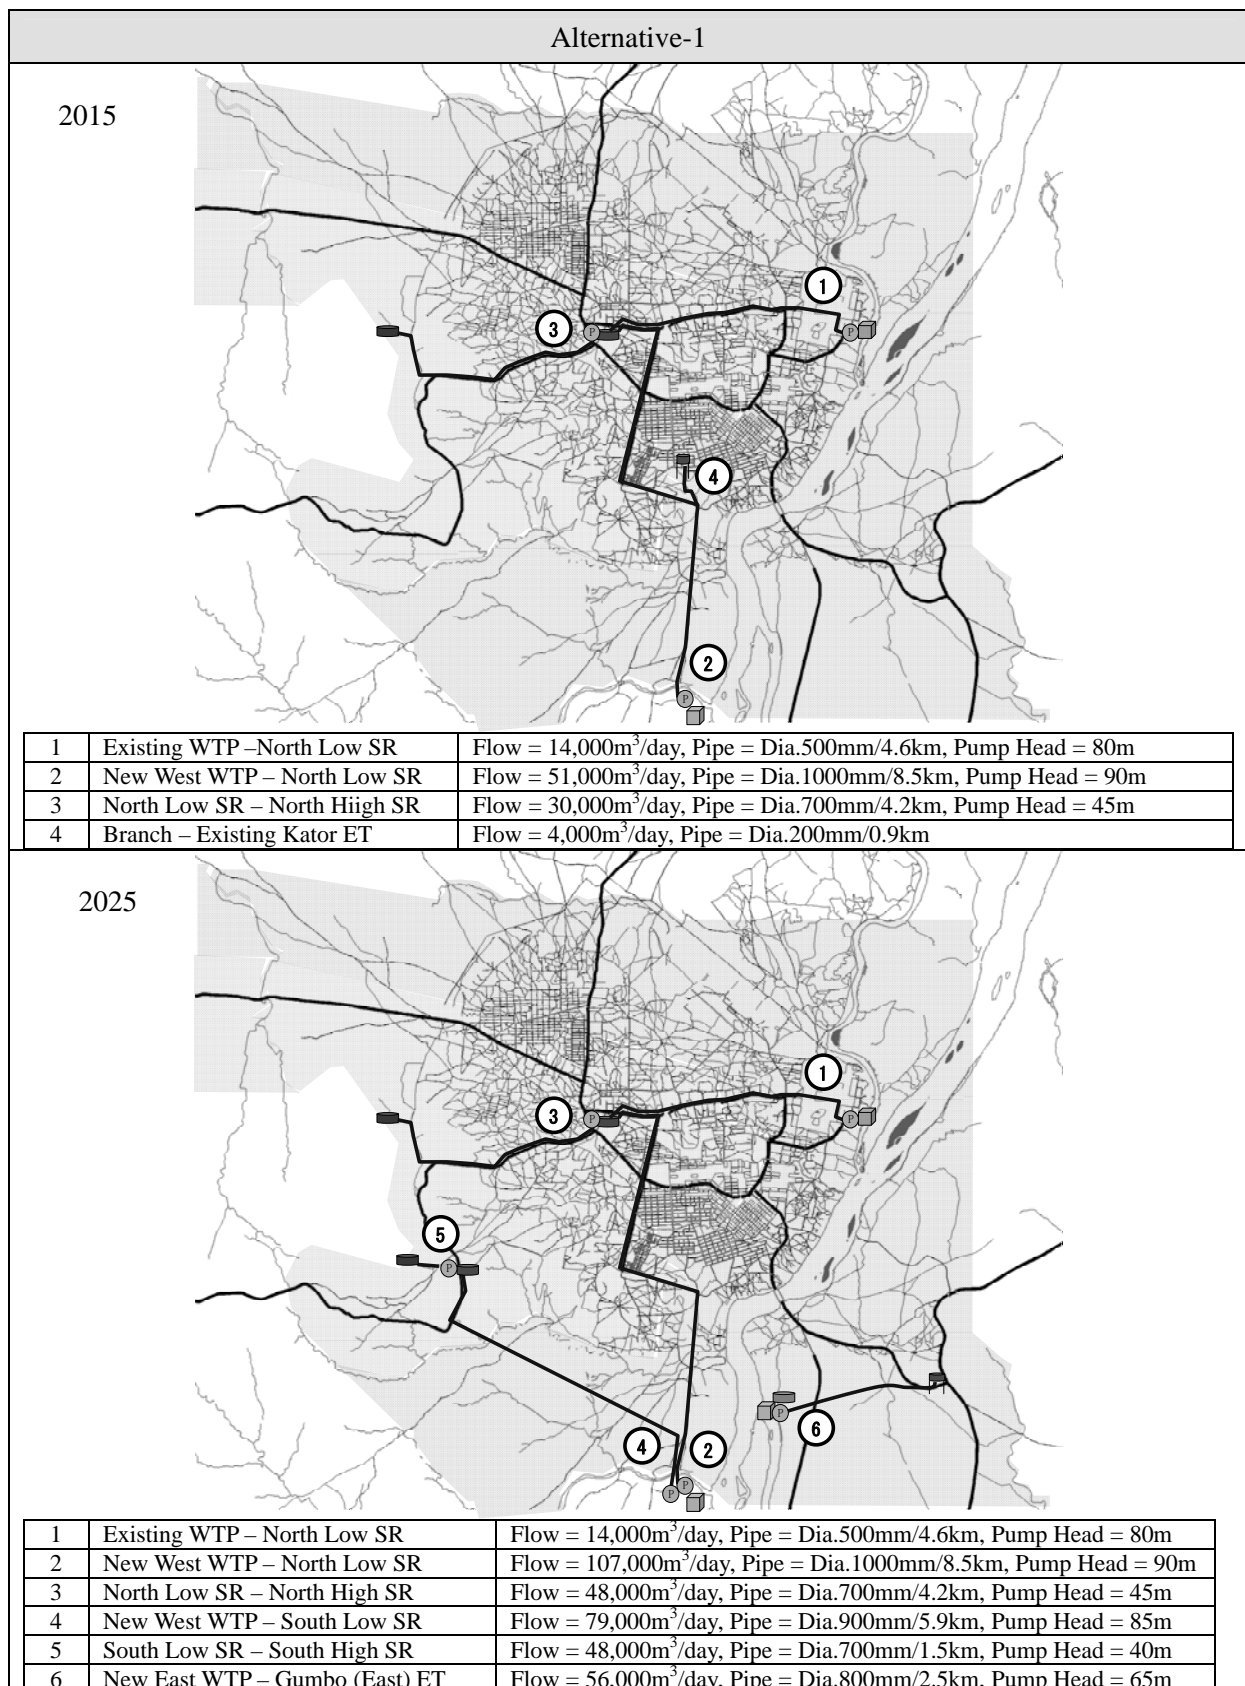 Alternative-1
2015
1
3
4
2
P
P
P
1 Existing WTP –North Low SR Flow = 14,000m³/day, Pipe = Dia.500mm/4.6km, Pump Head = 80m
2 New West WTP – North Low SR Flow = 51,000m³/day, Pipe = Dia.1000mm/8.5km, Pump Head = 90m
3 North Low SR – North Hiigh SR Flow = 30,000m³/day, Pipe = Dia.700mm/4.2km, Pump Head = 45m
4 Branch – Existing Kator ET Flow = 4,000m³/day, Pipe = Dia.200mm/0.9km
2025
1
3
P
P
5
P
P
6
4
2
P
P
1 Existing WTP – North Low SR Flow = 14,000m³/day, Pipe = Dia.500mm/4.6km, Pump Head = 80m
2 New West WTP – North Low SR Flow = 107,000m³/day, Pipe = Dia.1000mm/8.5km, Pump Head = 90m
3 North Low SR – North High SR Flow = 48,000m³/day, Pipe = Dia.700mm/4.2km, Pump Head = 45m
4 New West WTP – South Low SR Flow = 79,000m³/day, Pipe = Dia.900mm/5.9km, Pump Head = 85m
5 South Low SR – South High SR Flow = 48,000m³/day, Pipe = Dia.700mm/1.5km, Pump Head = 40m
6 New East WTP – Gumbo (East) ET Flow = 56,000m³/day, Pipe = Dia.800mm/2.5km, Pump Head = 65m